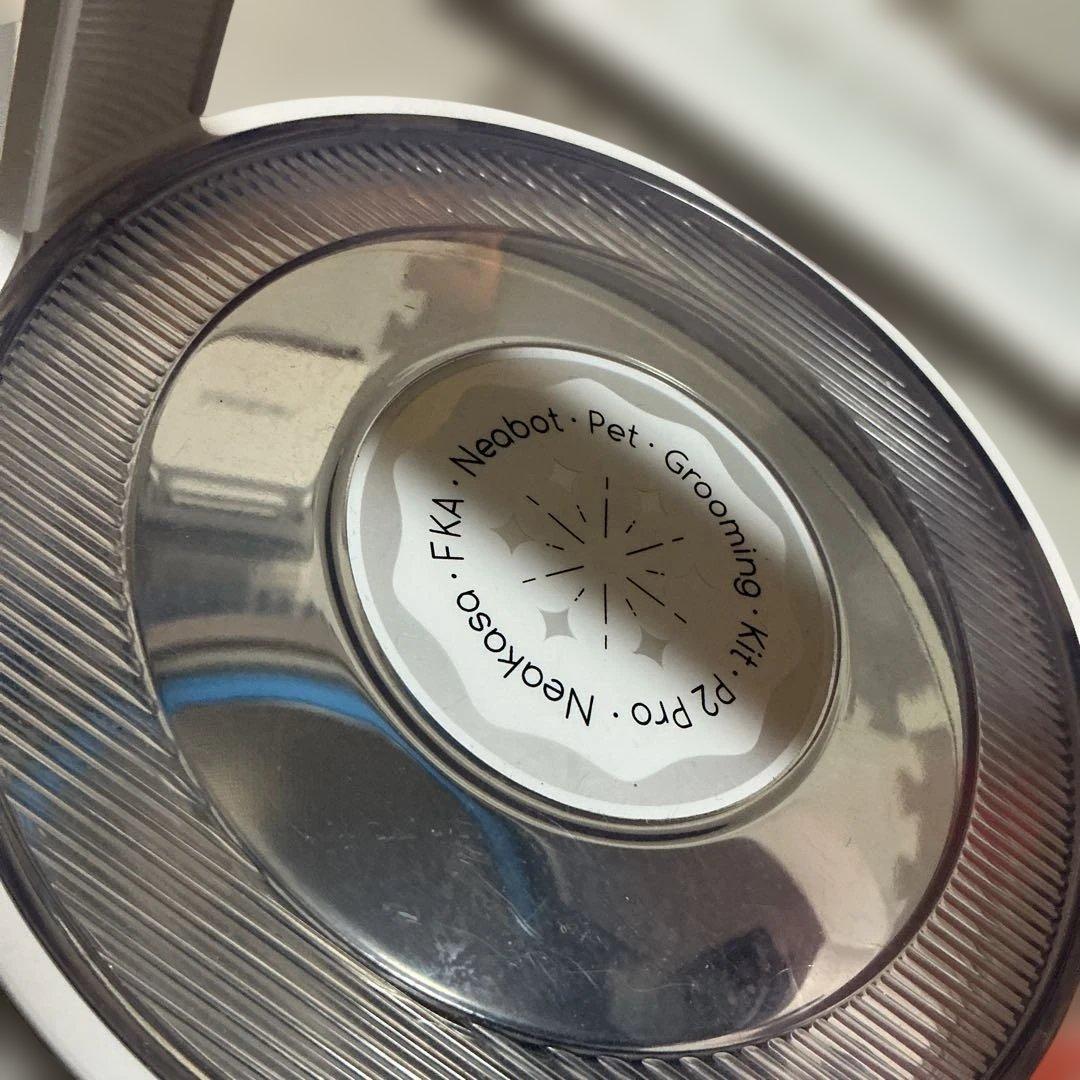 Neakasa · FKA · Neabot · Pet · Grooming · Kit · P2 Pro ·